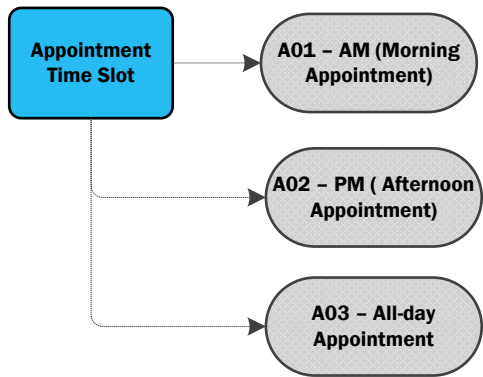 Appointment
Time Slot
A01 – AM (Morning
Appointment)
A02 – PM ( Afternoon
Appointment)
A03 – All-day
Appointment